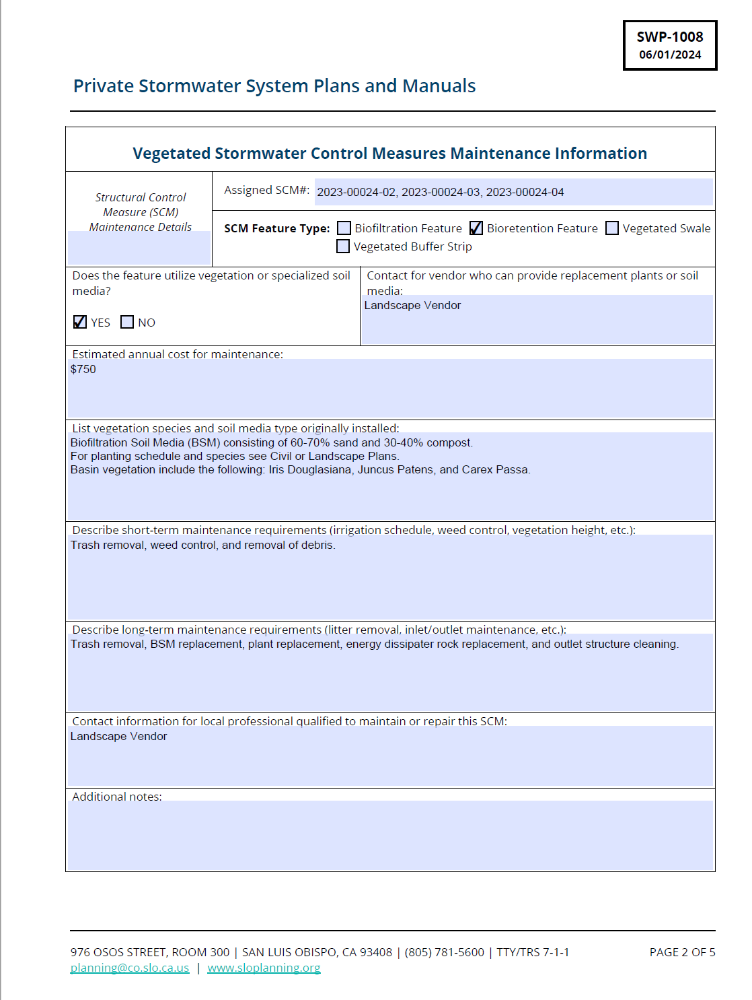 SWP-1008
06/01/2024
Private Stormwater System Plans and Manuals
Vegetated Stormwater Control Measures Maintenance Information
Structural Control
Measure (SCM)
Maintenance Details
Assigned SCM#: 2023-00024-02, 2023-00024-03, 2023-00024-04
SCM Feature Type: Biofiltration Feature Bioretention Feature Vegetated Swale
Vegetated Buffer Strip
Does the feature utilize vegetation or specialized soil
media?
YES NO
Contact for vendor who can provide replacement plants or soil
media:
Landscape Vendor
Estimated annual cost for maintenance:
$750
List vegetation species and soil media type originally installed:
Biofiltration Soil Media (BSM) consisting of 60-70% sand and 30-40% compost.
For planting schedule and species see Civil or Landscape Plans.
Basin vegetation include the following: Iris Douglasiana, Juncus Patens, and Carex Passa.
Describe short-term maintenance requirements (irrigation schedule, weed control, vegetation height, etc.):
Trash removal, weed control, and removal of debris.
Describe long-term maintenance requirements (litter removal, inlet/outlet maintenance, etc.):
Trash removal, BSM replacement, plant replacement, energy dissipater rock replacement, and outlet structure cleaning.
Contact information for local professional qualified to maintain or repair this SCM:
Landscape Vendor
Additional notes:
976 OSOS STREET, ROOM 300 | SAN LUIS OBISPO, CA 93408 | (805) 781-5600 | TTY/TRS 7-1-1 PAGE 2 OF 5
planning@co.slo.ca.us | www.sloplanning.org